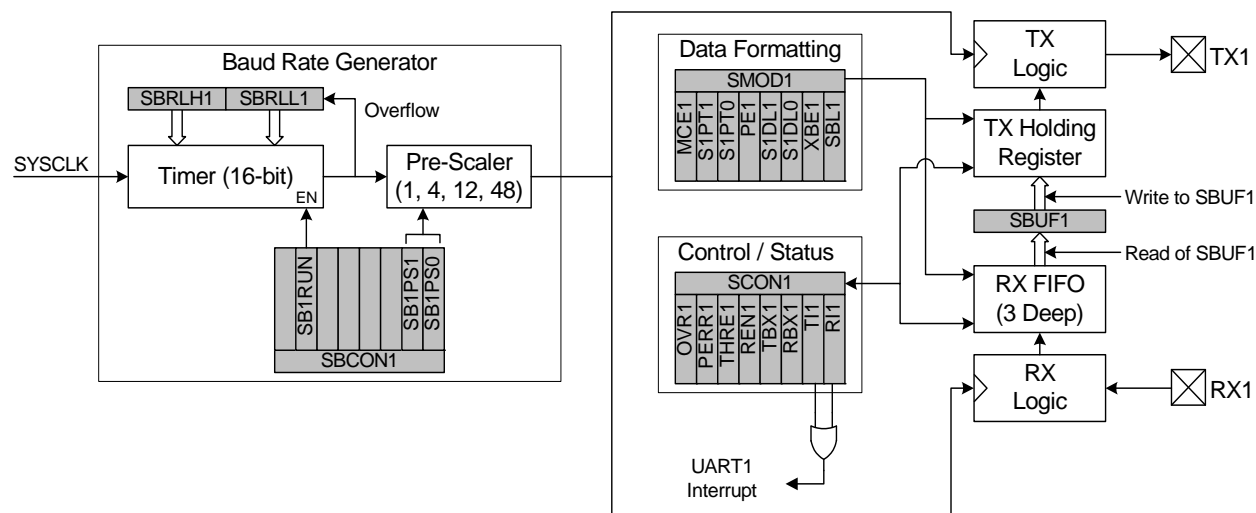 Baud Rate Generator
SBRLH1 SBRLL1
Overflow
SYSCLK
Timer (16-bit)
EN
Pre-Scaler
(1, 4, 12, 48)
SB1RUN
SB1PS1
SB1PS0
SBCON1
Data Formatting
SMOD1
MCE1
S1PT1
S1PT0
PE1
S1DL1
S1DL0
XBE1
SBL1
Control / Status
SCON1
OVR1
PERR1
THRE1
REN1
TBX1
RBX1
TI1
RI1
UART1
Interrupt
TX
Logic
TX1
TX Holding
Register
Write to SBUF1
SBUF1
Read of SBUF1
RX FIFO
(3 Deep)
RX
Logic
RX1